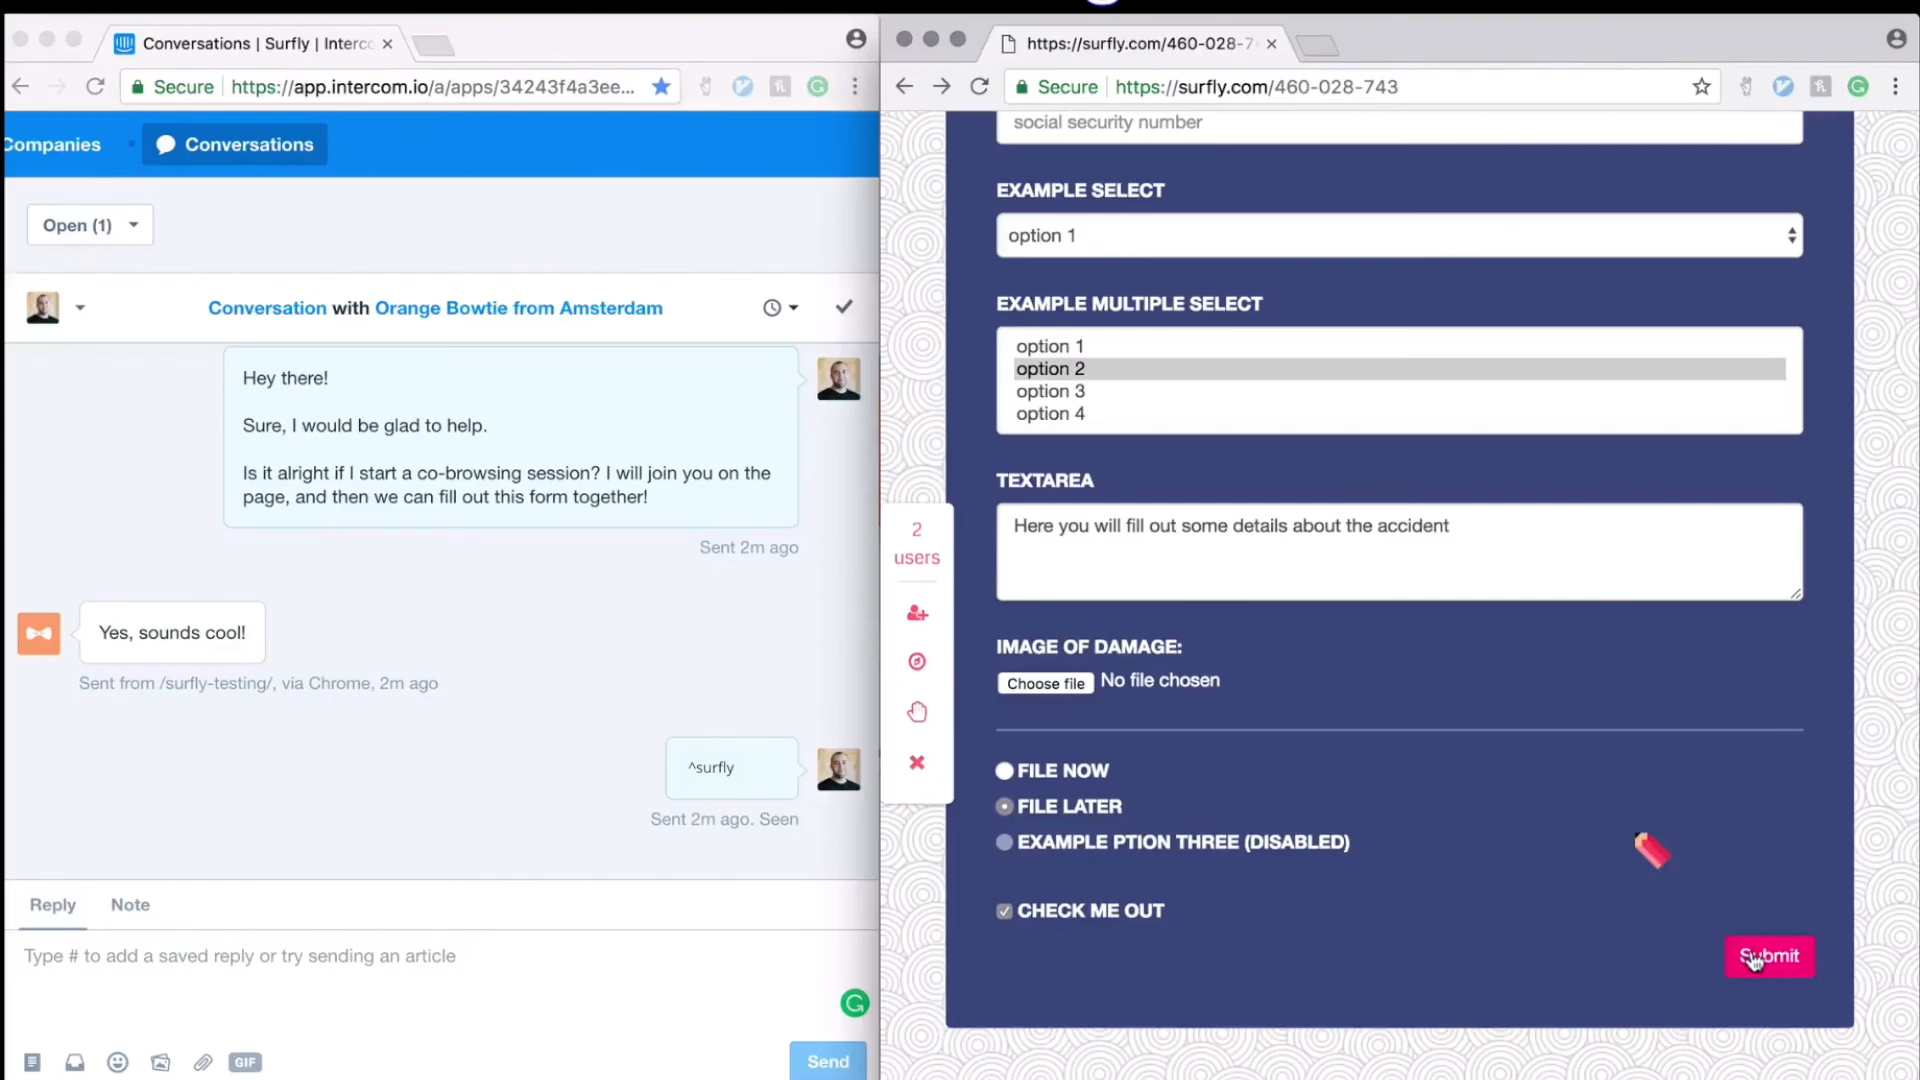 Conversations | Surfly | Interc
Secure https://app.intercom.io/a/apps/34243f4a3ee...
Companies
Conversations
Open (1)
Conversation with Orange Bowtie from Amsterdam
Hey there!
Sure, I would be glad to help.
Is it alright if I start a co-browsing session? I will join you on the
page, and then we can fill out this form together!
Sent 2m ago
Yes, sounds cool!
Sent from /surfly-testing/, via Chrome, 2m ago
^surfly
Sent 2m ago. Seen
Reply Note
Type # to add a saved reply or try sending an article
GIF
Send
https://surfly.com/460-028-7
Secure https://surfly.com/460-028-743
social security number
EXAMPLE SELECT
option 1
EXAMPLE MULTIPLE SELECT
option 1
option 2
option 3
option 4
TEXTAREA
Here you will fill out some details about the accident
2
users
IMAGE OF DAMAGE:
Choose file No file chosen
FILE NOW
FILE LATER
EXAMPLE PTION THREE (DISABLED)
CHECK ME OUT
Submit